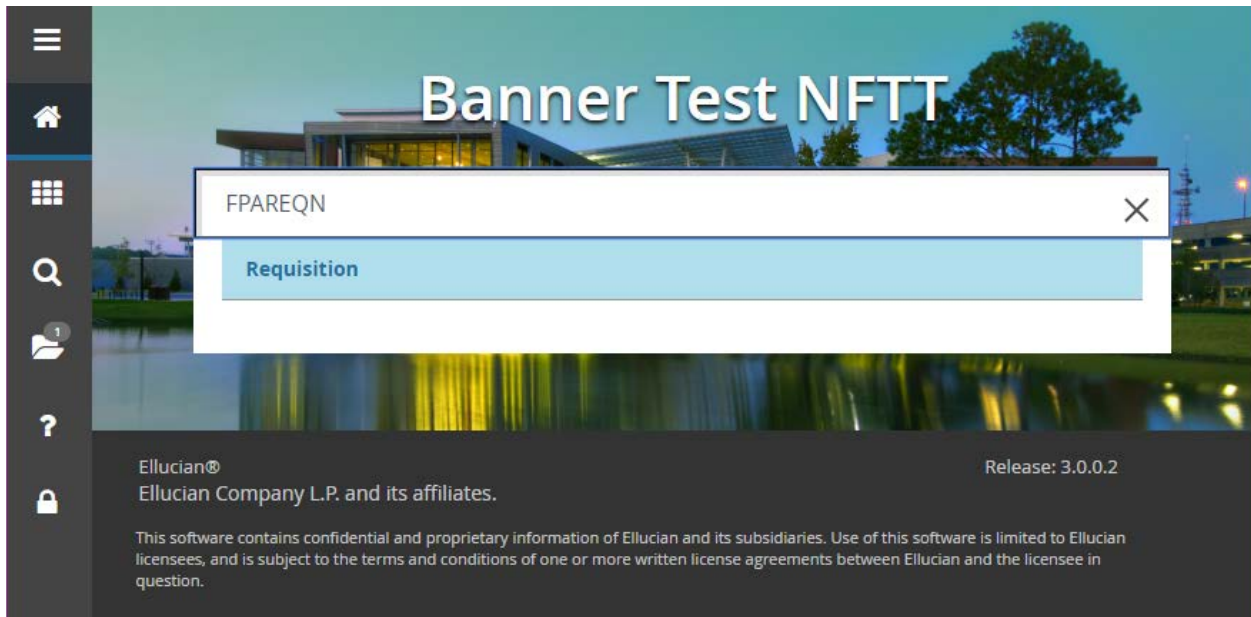 Banner Test NFTT
FPAREQN
Requisition
1
?
Ellucian®
Release: 3.0.0.2
Ellucian Company L.P. and its affiliates.
This software contains confidential and proprietary information of Ellucian and its subsidiaries. Use of this software is limited to Ellucian
licensees, and is subject to the terms and conditions of one or more written license agreements between Ellucian and the licensee in
question.